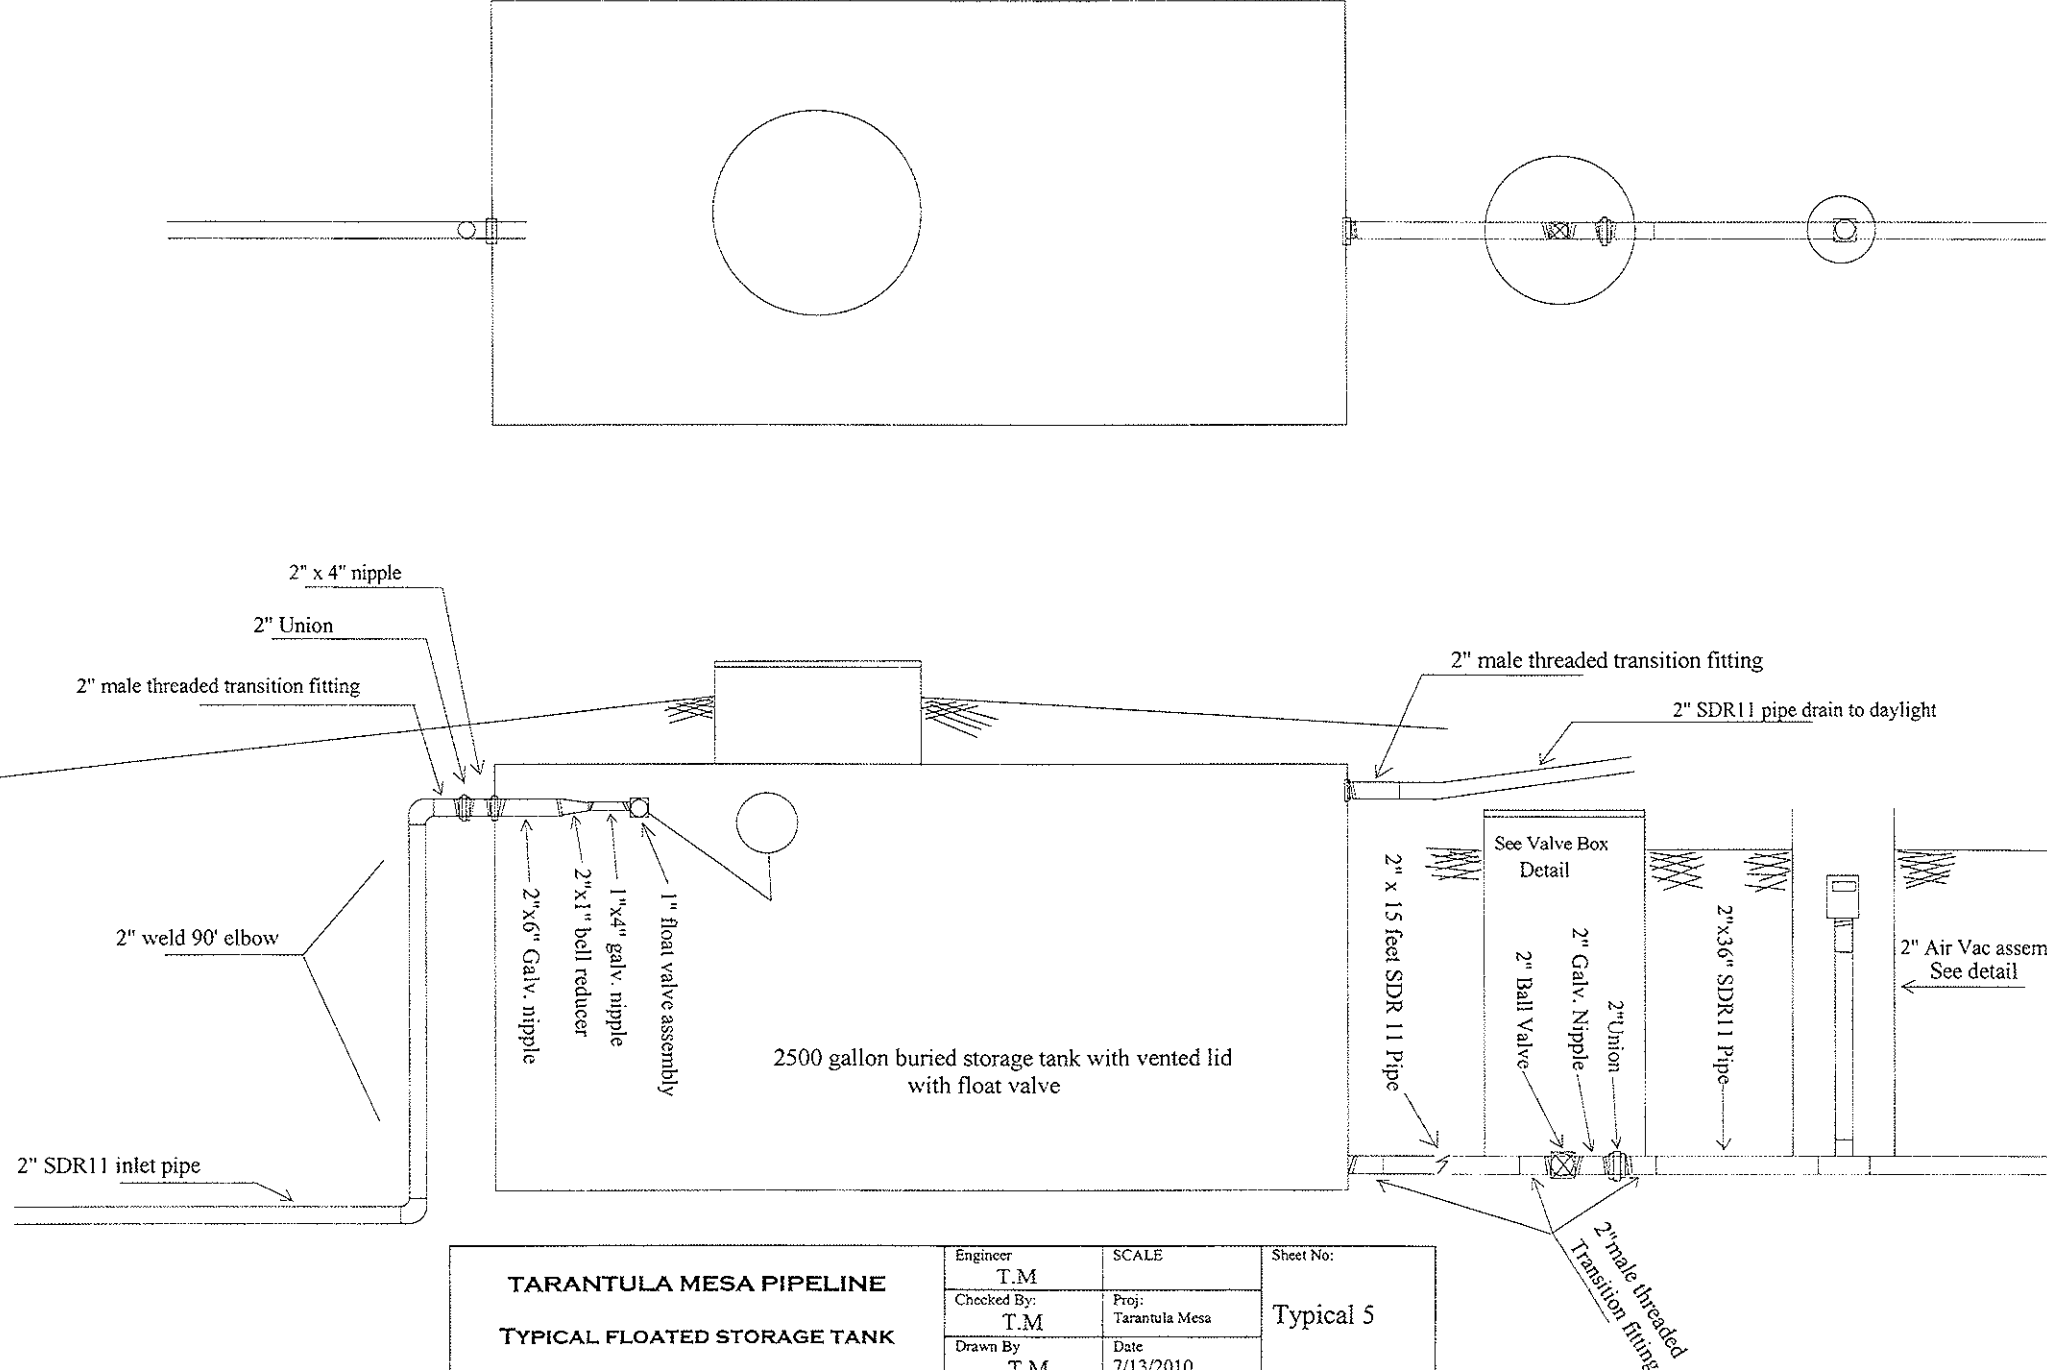 2" x 4" nipple
2" Union
2" male threaded transition fitting
2" male threaded transition fitting
2" SDR11 pipe drain to daylight
See Valve Box
Detail
2" weld 90' elbow
2"x6" Galv. nipple
2"x1" bell reducer
1"x4" galv. nipple
1" float valve assembly
2500 gallon buried storage tank with vented lid
with float valve
2" x 15 feet SDR 11 Pipe
2" Ball Valve
2" Galv. Nipple
2"Union
2"x36" SDR11 Pipe
2" Air Vac assem
See detail
2" SDR11 inlet pipe
2"male threaded
Transition fitting
TARANTULA MESA PIPELINE
TYPICAL FLOATED STORAGE TANK
Engineer
T.M
SCALE
Sheet No:
Checked By:
T.M
Proj:
Tarantula Mesa
Typical 5
Drawn By
T.M
Date
7/13/2010